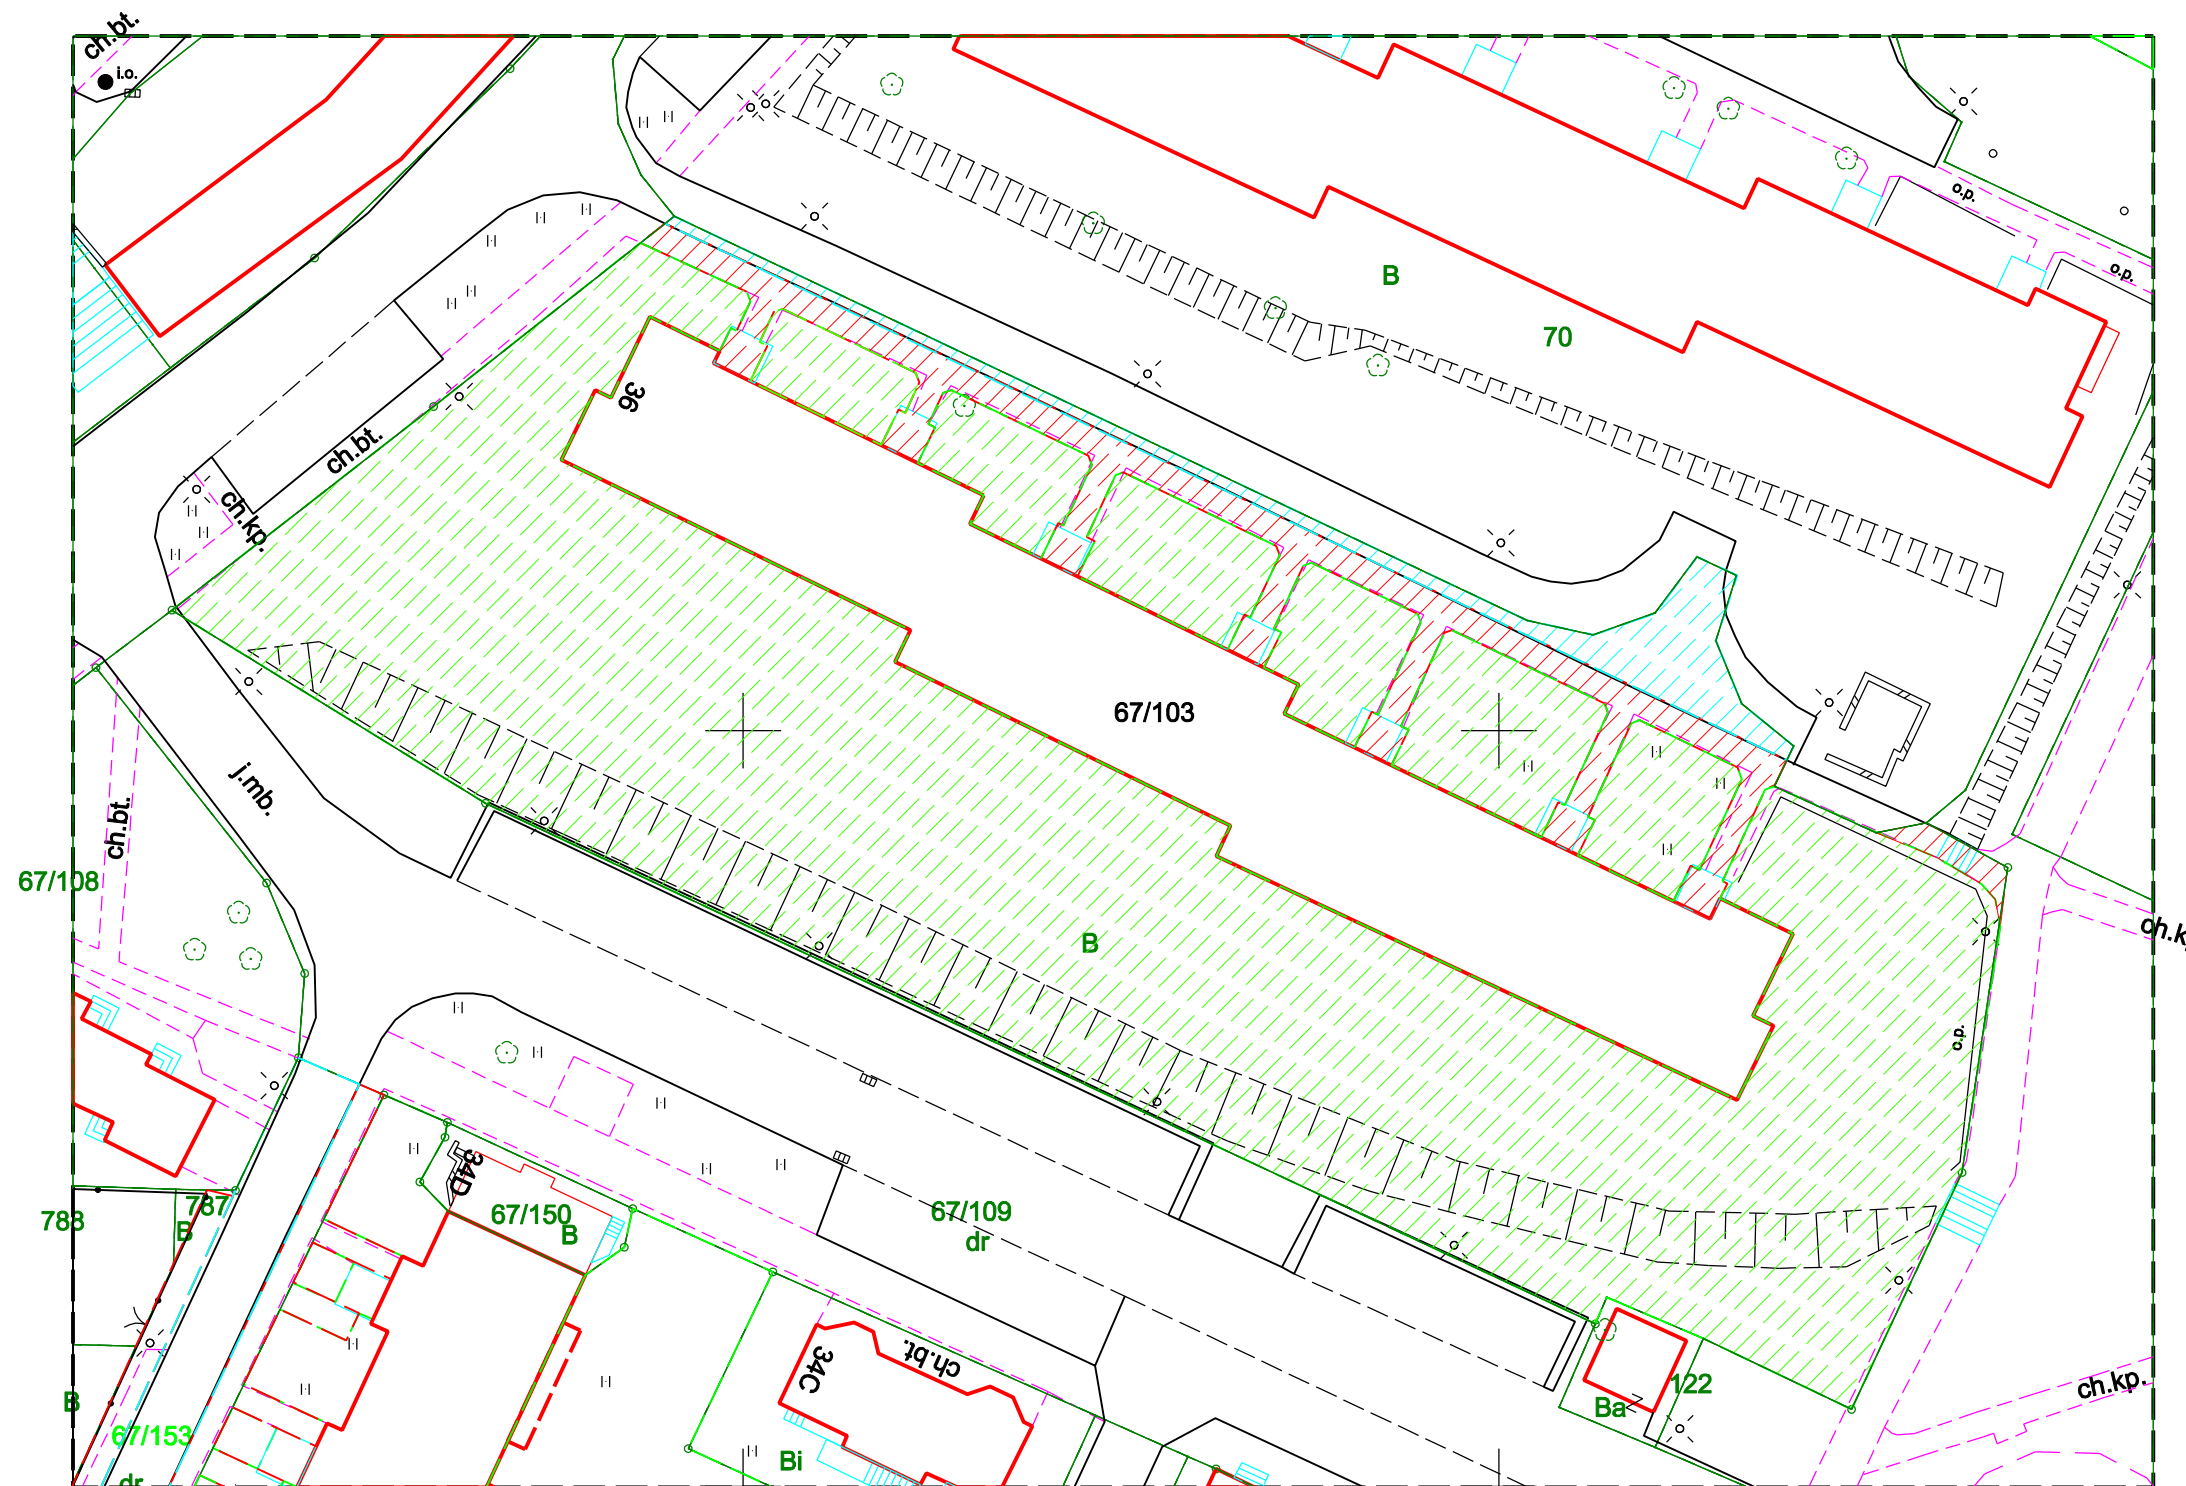 ch.bt.
i.o.
o.p.
o.p.
B
70
36
ch.bt.
ch.kp.
67/103
j.mb.
ch.bt.
67/108
B
ch.k
o.p.
34D
787
788
B
67/150
B
67/109
dr
34C
ch.bt.
122
Ba
ch.kp.
B
67/153
Bi
dr